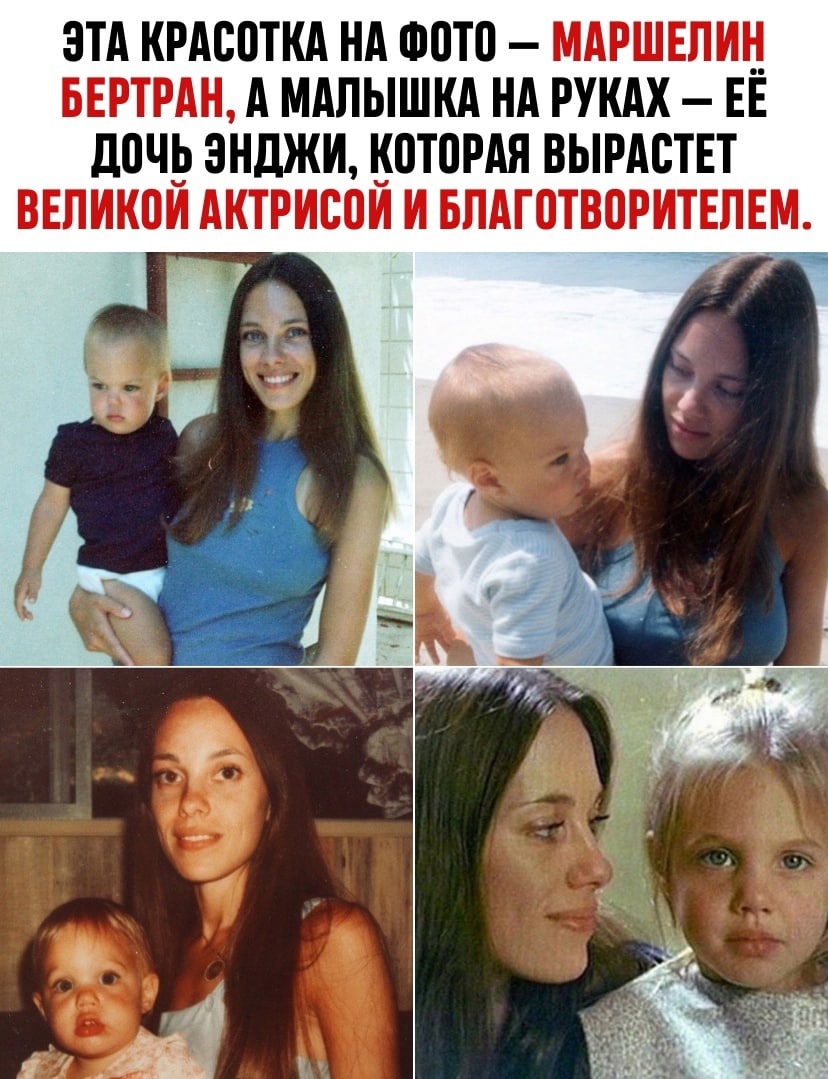 ЭТА КРАСОТКА НА ФОТО – МАРШЕЛИН
БЕРТРАН, А МАЛЫШКА НА РУКАХ – ЕЁ
ДОЧЬ ЭНДЖИ, КОТОРАЯ ВЫРАСТЕТ
ВЕЛИКОЙ АКТРИСОЙ И БЛАГОТВОРИТЕЛЕМ.